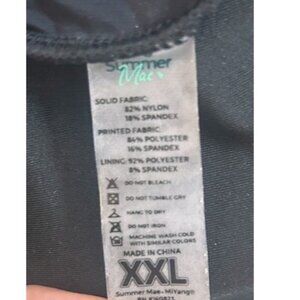 Summer
Mae
SOLID FABRIC:
82% NYLON
18% SPANDEX
PRINTED FABRIC:
84% POLYESTER
16% SPANDEX
LINING: 92% POLYESTER
8% SPANDEX
DO NOT BLEACH
DO NOT TUMBLE DRY
HANG TO DRY
DO NOT IRON
MACHINE WASH COLD
WITH SIMILAR COLORS
MADE IN CHINA
XXL
Summer Mae-MiYang®